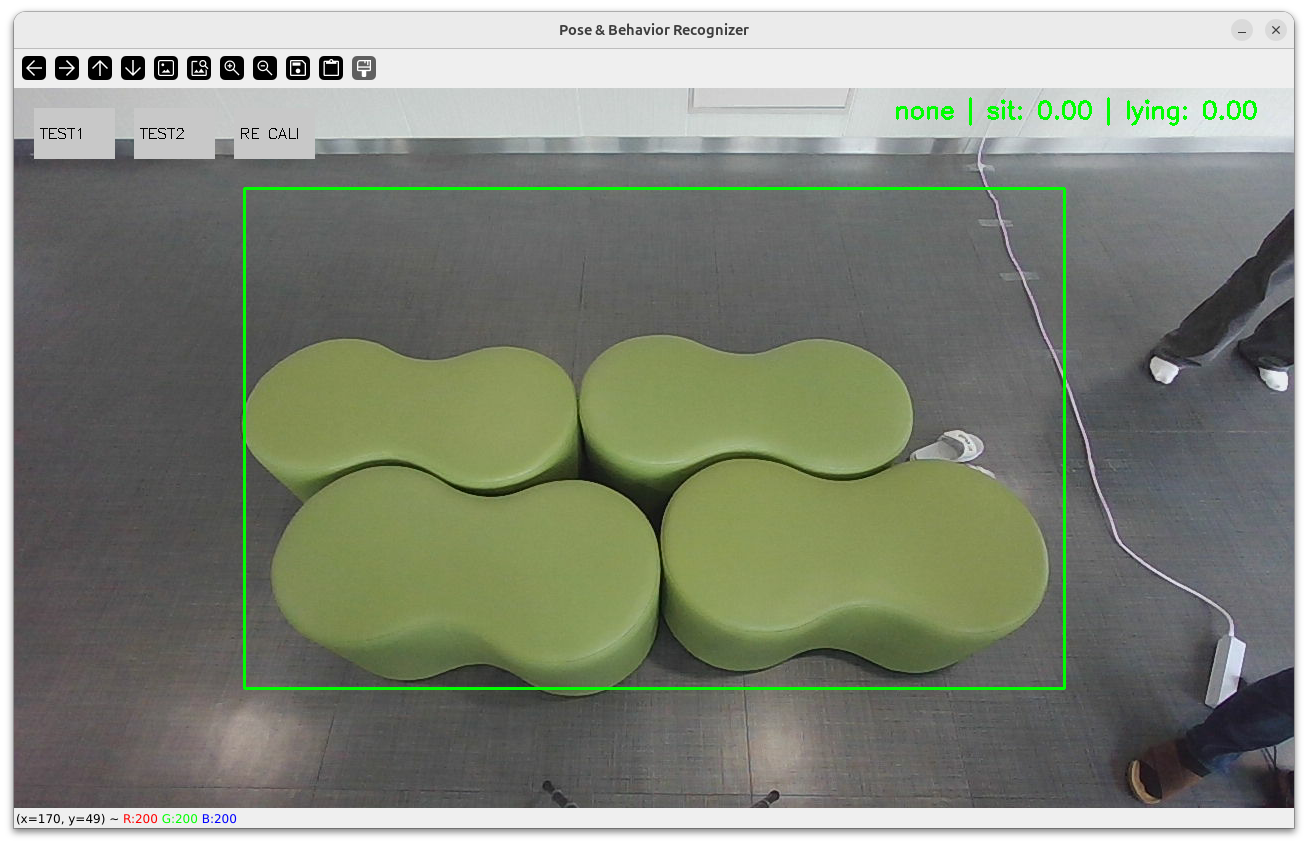 Pose & Behavior Recognizer
none | sit: 0.00 | lying: 0.00
TEST1 TEST2 RE CALI
(x=170, y=49) ~ R:200 G:200 B:200